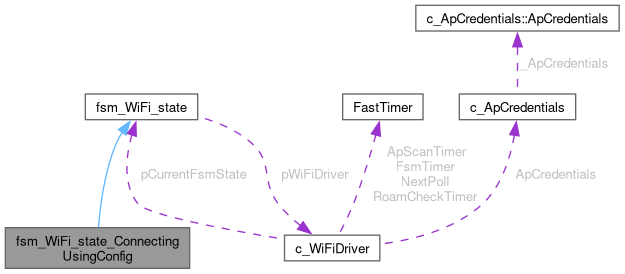 c_ApCredentials::ApCredentials
_ApCredentials
fsm_WiFi_state
FastTimer
c_ApCredentials
pCurrentFsmState
pWiFiDriver
ApScanTimer
FsmTimer
NextPoll
RoamCheckTimer
ApCredentials
fsm_WiFi_state_Connecting
UsingConfig
c_WiFiDriver